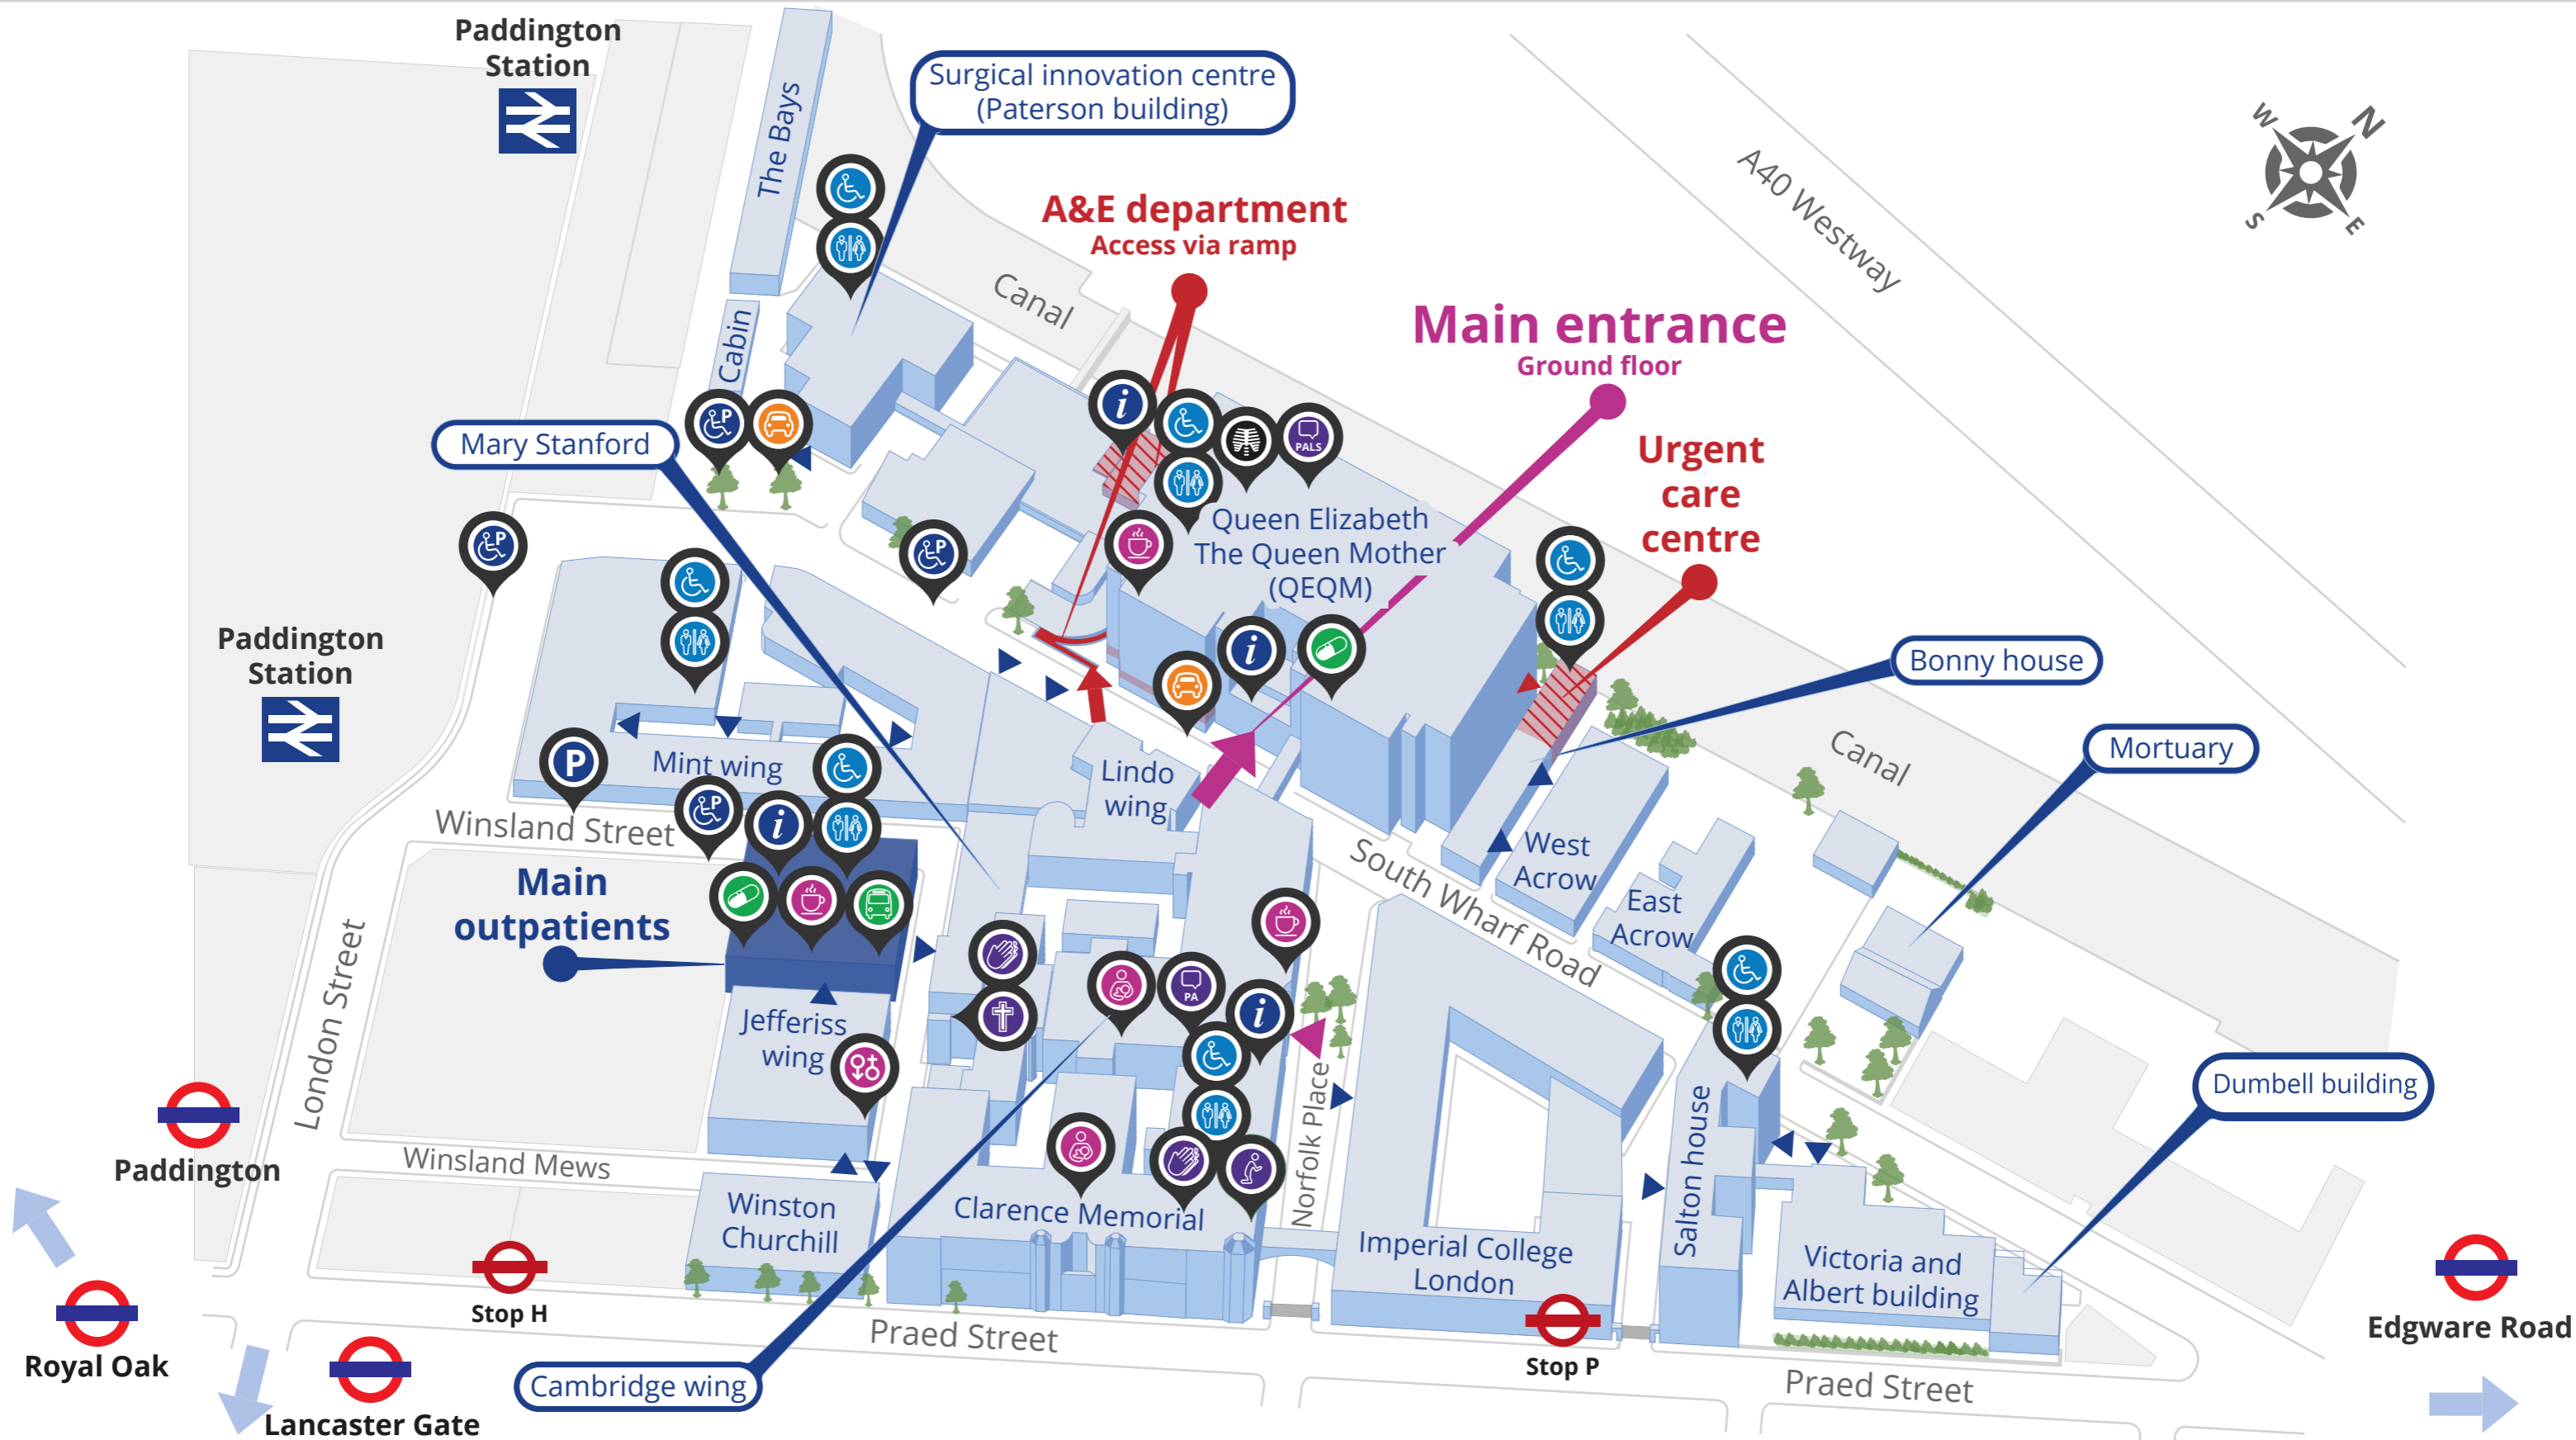 Paddington
Station
The Bays
Surgical innovation centre
(Paterson building)
W
N
S
E
A40 Westway
A&E department
Access via ramp
Canal
Cabin
Main entrance
Ground floor
P
i
PALS
Mary Stanford
Urgent
care
centre
P
P
Queen Elizabeth
The Queen Mother
(QEQM)
Paddington
Station
i
Bonny house
Mortuary
Canal
P
Mint wing
Lindo
wing
P
i
Winsland Street
West
Acrow
South Wharf Road
East
Acrow
Main
outpatients
London Street
Jefferiss
wing
PA
i
Norfolk Place
Salton house
Dumbell building
Paddington
Winsland Mews
Winston
Churchill
Clarence Memorial
Imperial College
London
Victoria and
Albert building
Stop H
Royal Oak
Praed Street
Stop P
Edgware Road
Cambridge wing
Praed Street
Lancaster Gate